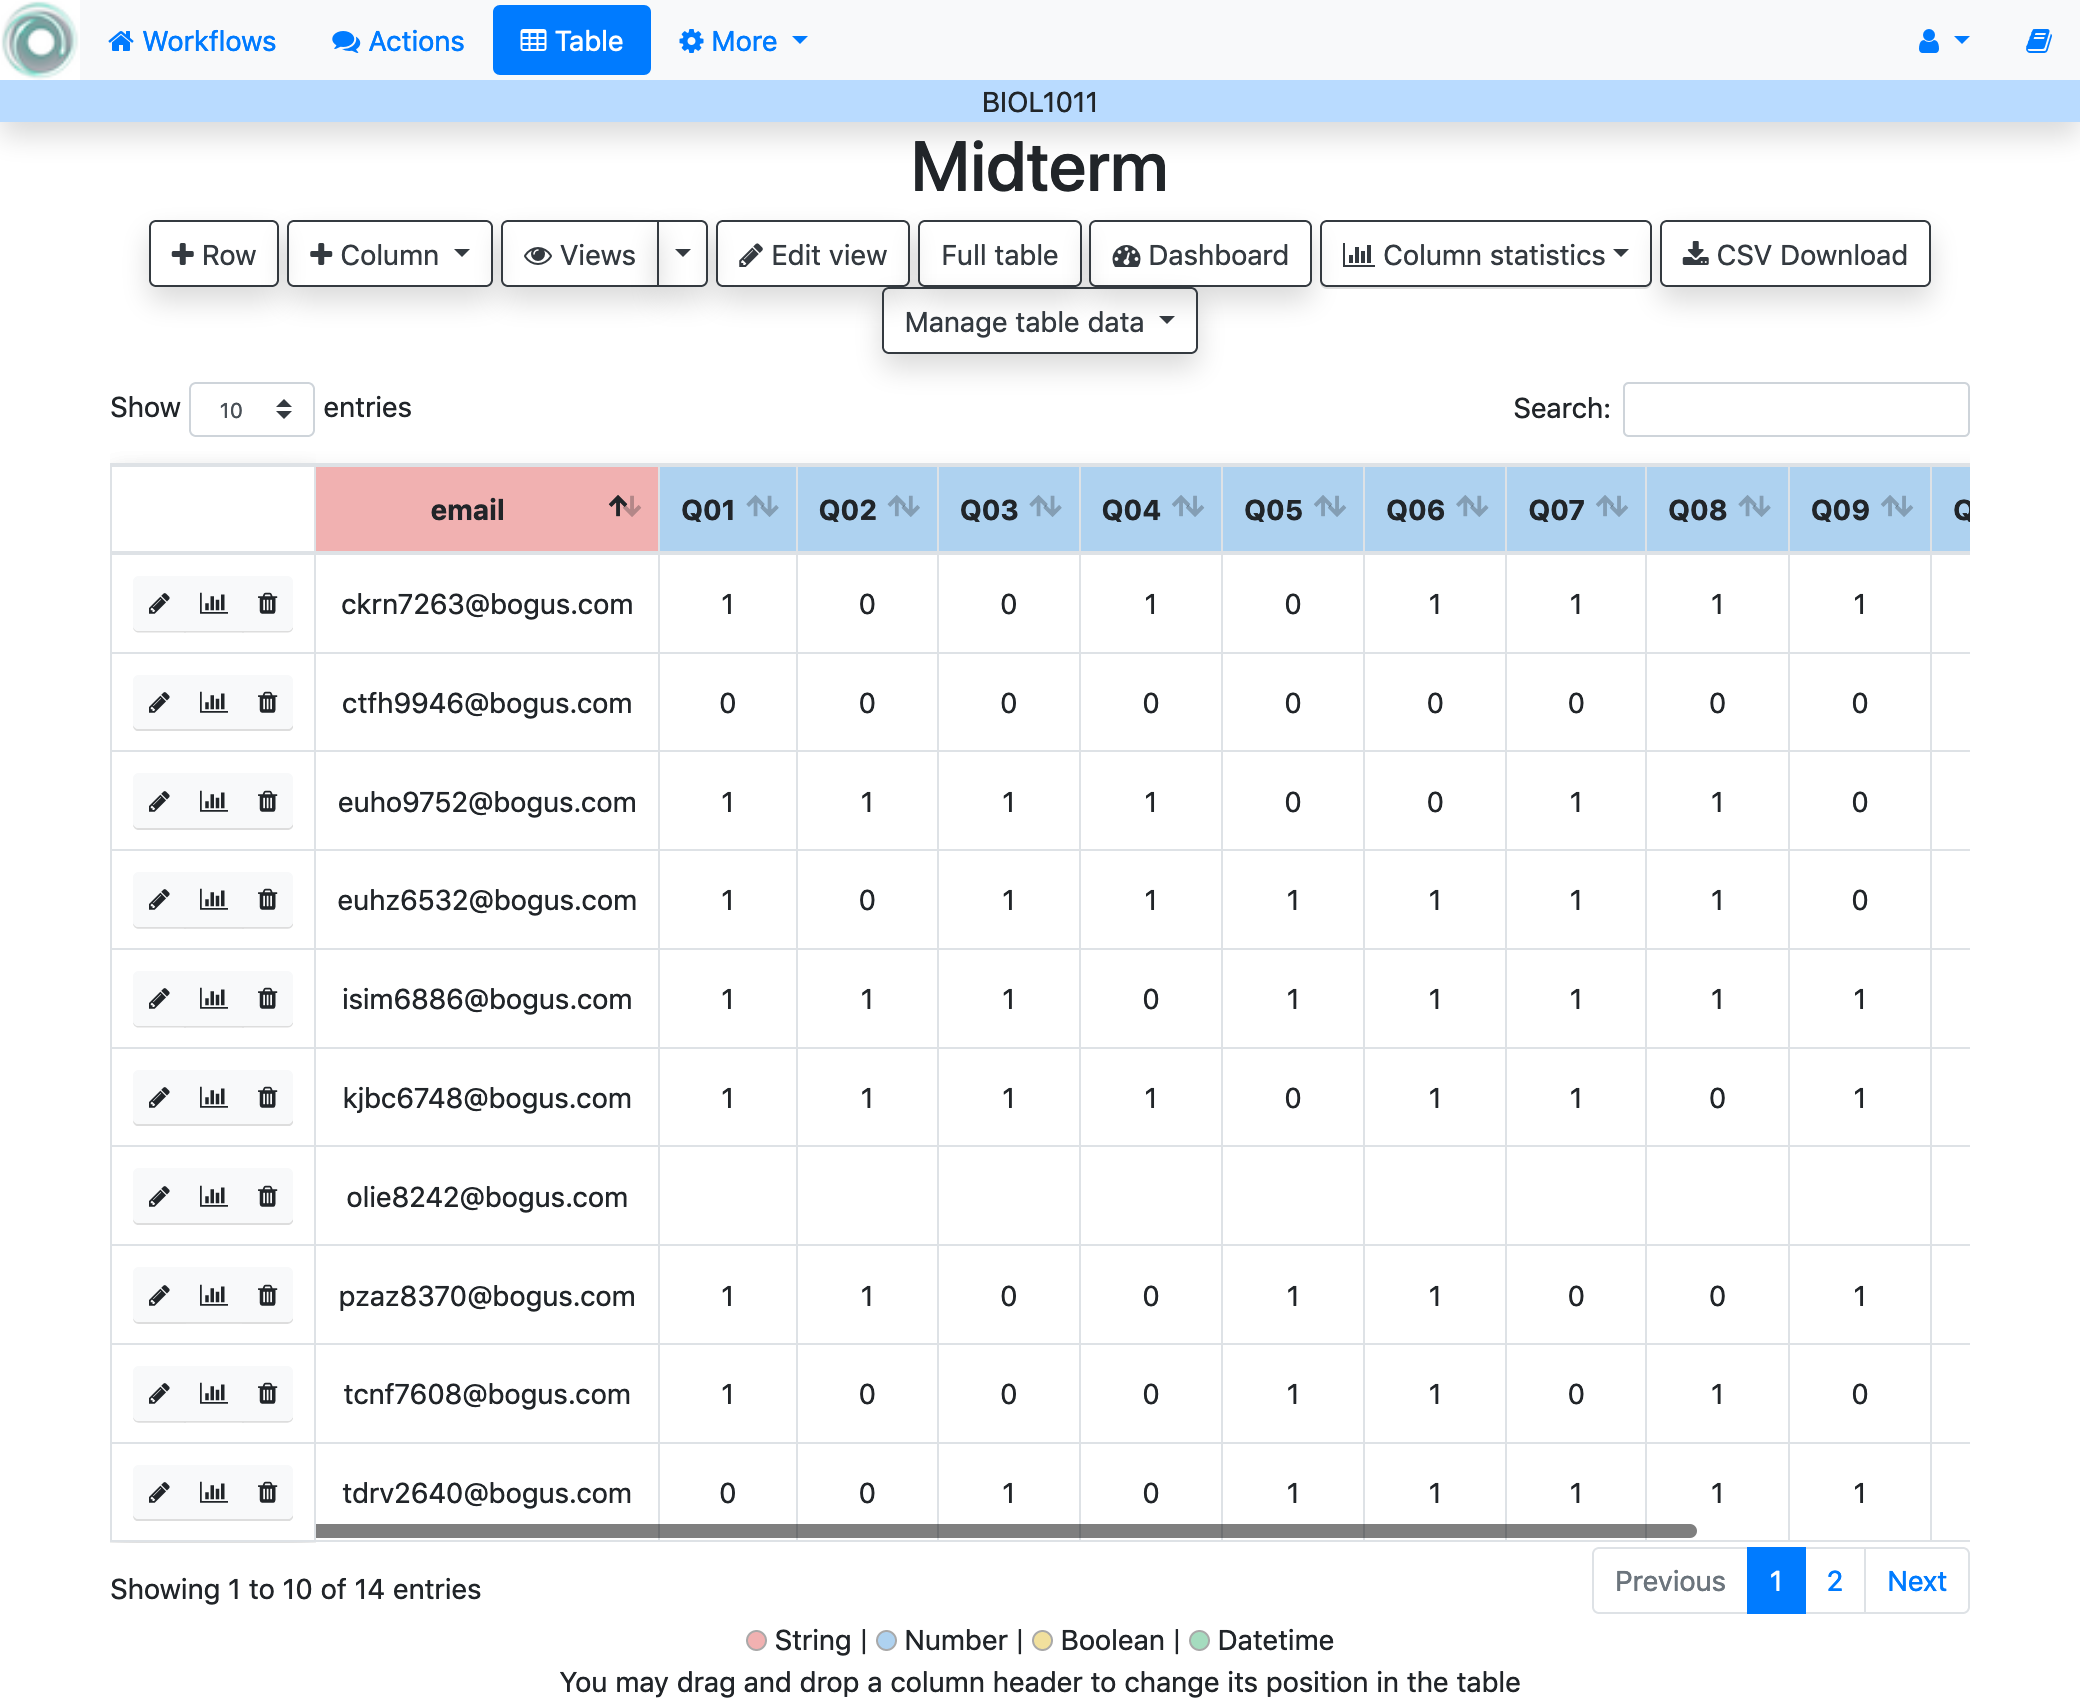 Workflows Actions Table More
BIOL1011
Midterm
Row Column Views Edit view Full table Dashboard Column statistics CSV Download
Manage table data
Show 10 entries Search:
email Q01 Q02 Q03 Q04 Q05 Q06 Q07 Q08 Q09
ckrn7263@bogus.com 1 0 0 1 0 1 1 1 1
ctfh9946@bogus.com 0 0 0 0 0 0 0 0 0
euho9752@bogus.com 1 1 1 1 0 0 1 1 0
euhz6532@bogus.com 1 0 1 1 1 1 1 1 0
isim6886@bogus.com 1 1 1 0 1 1 1 1 1
kjbc6748@bogus.com 1 1 1 1 0 1 1 0 1
olie8242@bogus.com
pzaz8370@bogus.com 1 1 0 0 1 1 0 0 1
tcnf7608@bogus.com 1 0 0 0 1 1 0 1 0
tdrv2640@bogus.com 0 0 1 0 1 1 1 1 1
Showing 1 to 10 of 14 entries Previous 1 2 Next
String | Number | Boolean | Datetime
You may drag and drop a column header to change its position in the table